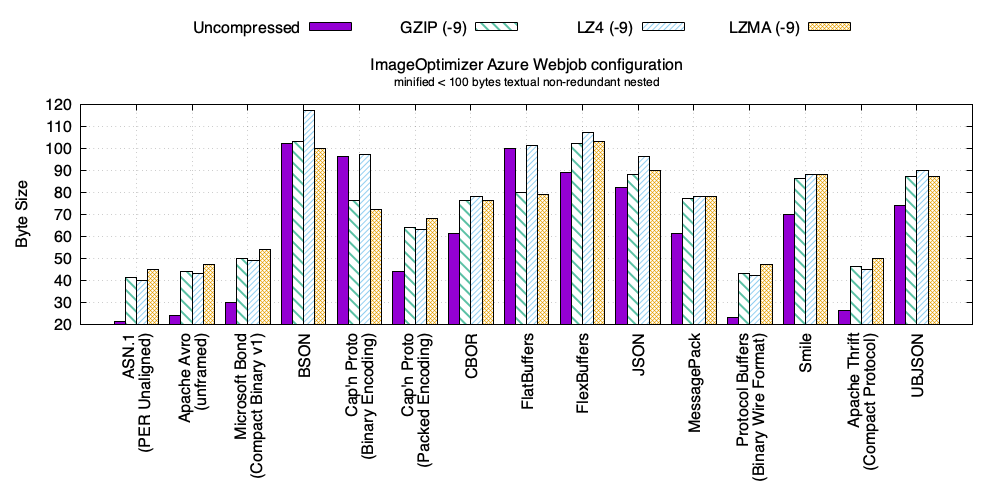 Uncompressed GZIP (-9) LZ4 (-9) LZMA (-9)
ImageOptimizer Azure Webjob configuration
minified < 100 bytes textual non-redundant nested
120
110
100
90
80
70
60
50
40
30
20
Byte Size
ASN.1
(PER Unaligned)
Apache Avro
(unframed)
Microsoft Bond
(Compact Binary v1)
BSON
Cap'n Proto
(Binary Encoding)
Cap'n Proto
(Packed Encoding)
CBOR
FlatBuffers
FlexBuffers
JSON
MessagePack
Protocol Buffers
(Binary Wire Format)
Smile
Apache Thrift
(Compact Protocol)
UBJSON